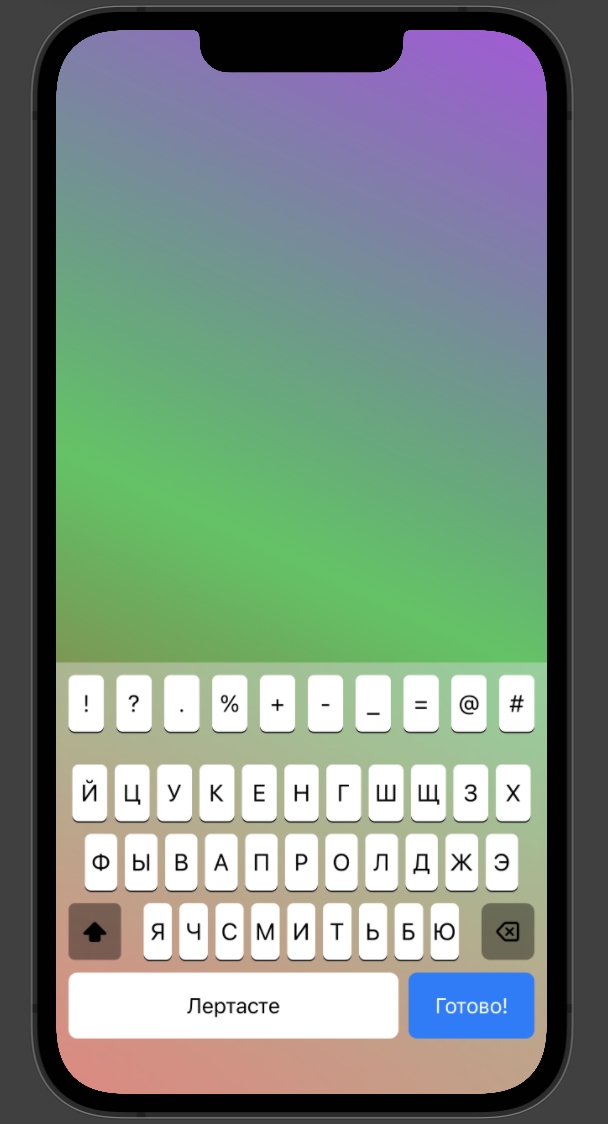 ! ? . % + - _ = @ #
Й Ц У К Е Н Г Ш Щ З Х
Ф Ы В А П Р О Л Д Ж Э
Я Ч С М И Т Ь Б Ю
Лертасте Готово!